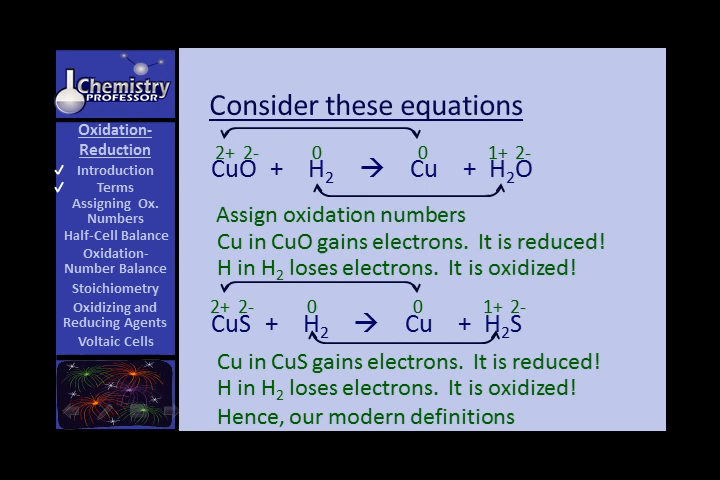 Chemistry
PROFESSOR
Oxidation-
Reduction
✓ Introduction
✓ Terms
Assigning Ox.
Numbers
Half-Cell Balance
Oxidation-
Number Balance
Stoichiometry
Oxidizing and
Reducing Agents
Voltaic Cells
Consider these equations
2+ 2- 0 0 1+ 2-
CuO + H₂ → Cu + H₂O
Assign oxidation numbers
Cu in CuO gains electrons. It is reduced!
H in H₂ loses electrons. It is oxidized!
2+ 2- 0 0 1+ 2-
CuS + H₂ → Cu + H₂S
Cu in CuS gains electrons. It is reduced!
H in H₂ loses electrons. It is oxidized!
Hence, our modern definitions